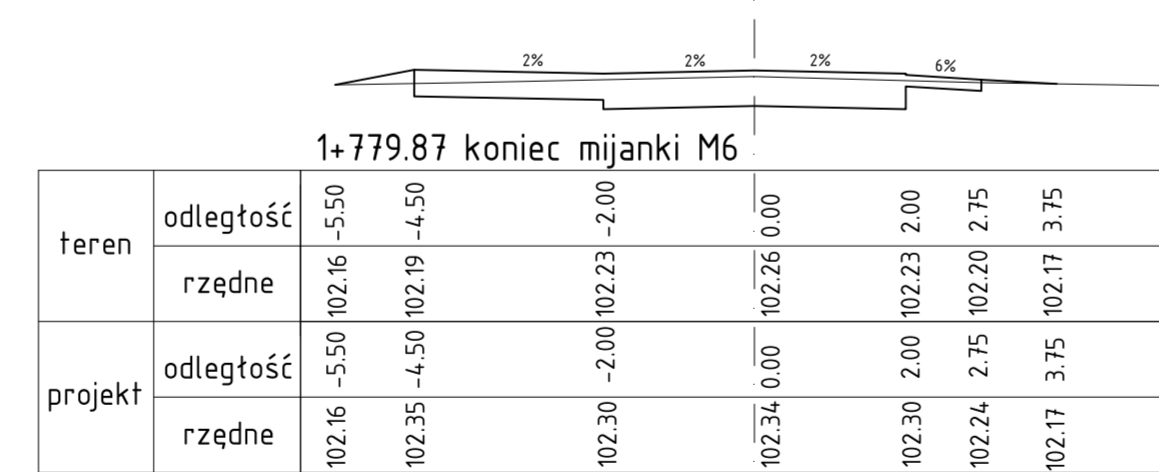 2% 2% 2% 6%
1+779.87 koniec mijanki M6
teren
odległość -5.50 -4.50 -2.00 0.00 2.00 2.75 3.75
rzędne 102.16 102.19 102.23 102.26 102.23 102.20 102.17
projekt
odległość -5.50 -4.50 -2.00 0.00 2.00 2.75 3.75
rzędne 102.16 102.35 102.30 102.34 102.30 102.24 102.17